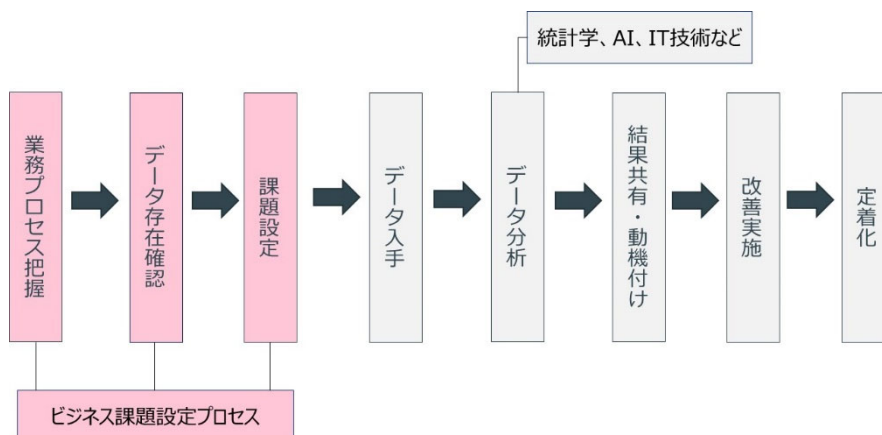 統計学、AI、IT技術など
業務プロセス把握
データ存在確認
課題設定
データ入手
データ分析
結果共有・動機付け
改善実施
定着化
ビジネス課題設定プロセス